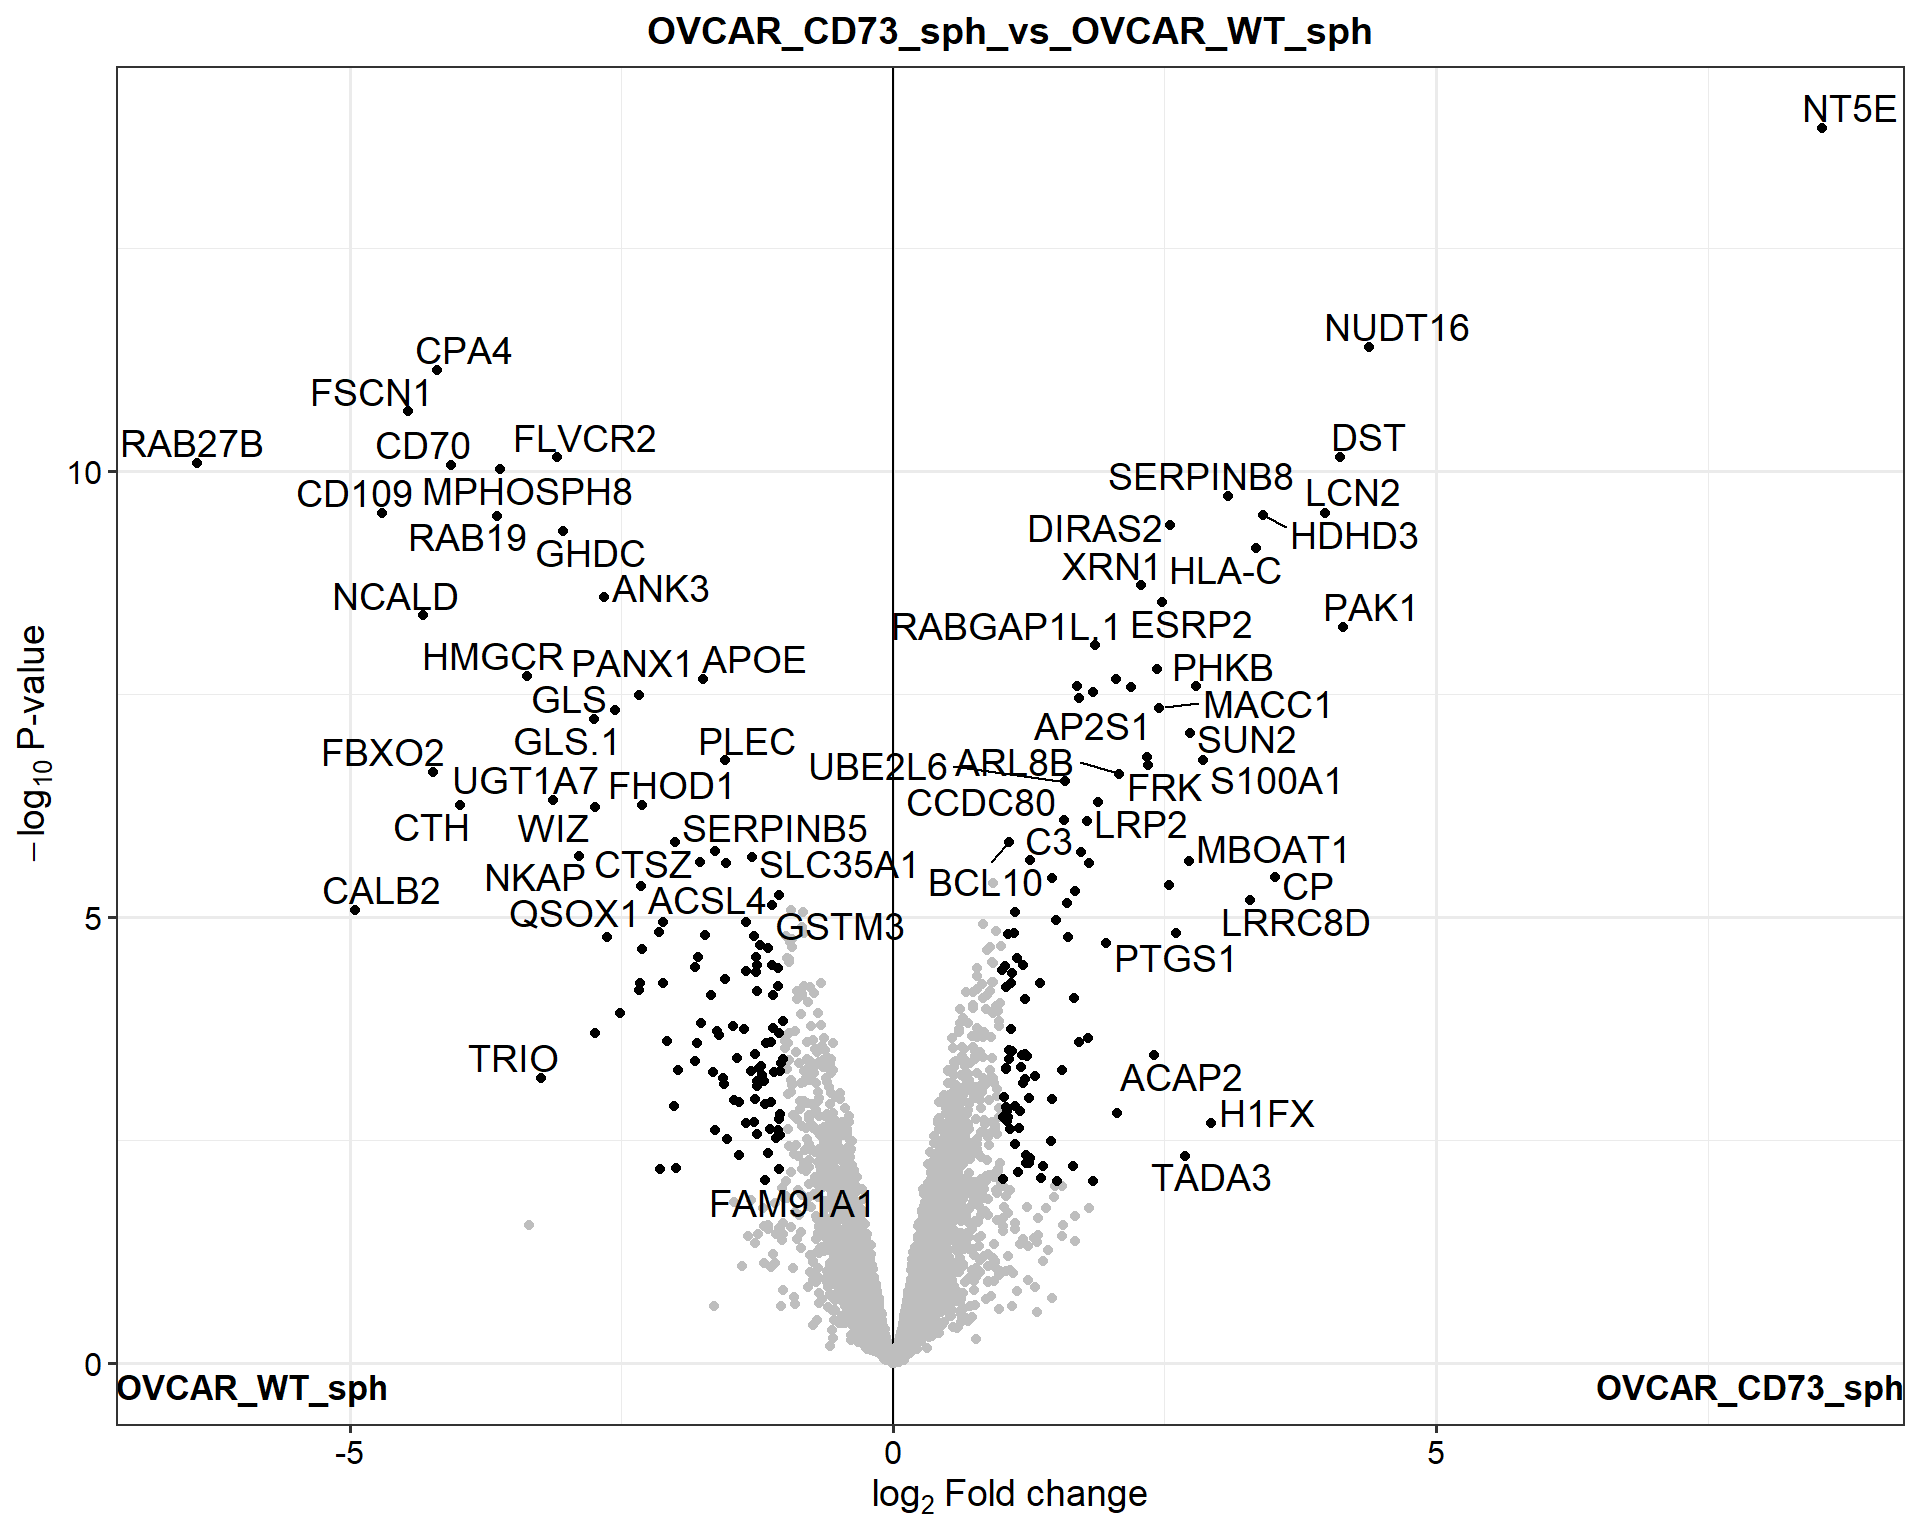 OVCAR_CD73_sph_vs_OVCAR_WT_sph
NT5E
NUDT16
CPA4
FSCN1
RAB27B
CD70
FLVCR2
DST
10
SERPINB8
CD109
MPHOSPH8
LCN2
RAB19
DIRAS2
HDHD3
GHDC
XRN1
HLA-C
NCALD
ANK3
PAK1
RABGAP1L.1
ESRP2
HMGCR
PANX1
APOE
PHKB
GLS
MACC1
AP2S1
GLS.1
PLEC
SUN2
FBXO2
UBE2L6
ARL8B
UGT1A7
FHOD1
FRK
S100A1
CCDC80
CTH
WIZ
SERPINB5
C3
LRP2
MBOAT1
NKAP
CTSZ
SLC35A1
BCL10
CP
CALB2
QSOX1
ACSL4
GSTM3
LRRC8D
5
PTGS1
TRIO
ACAP2
H1FX
TADA3
FAM91A1
0
OVCAR_WT_sph
OVCAR_CD73_sph
-5
0
5
log2 Fold change
−log10 P-value